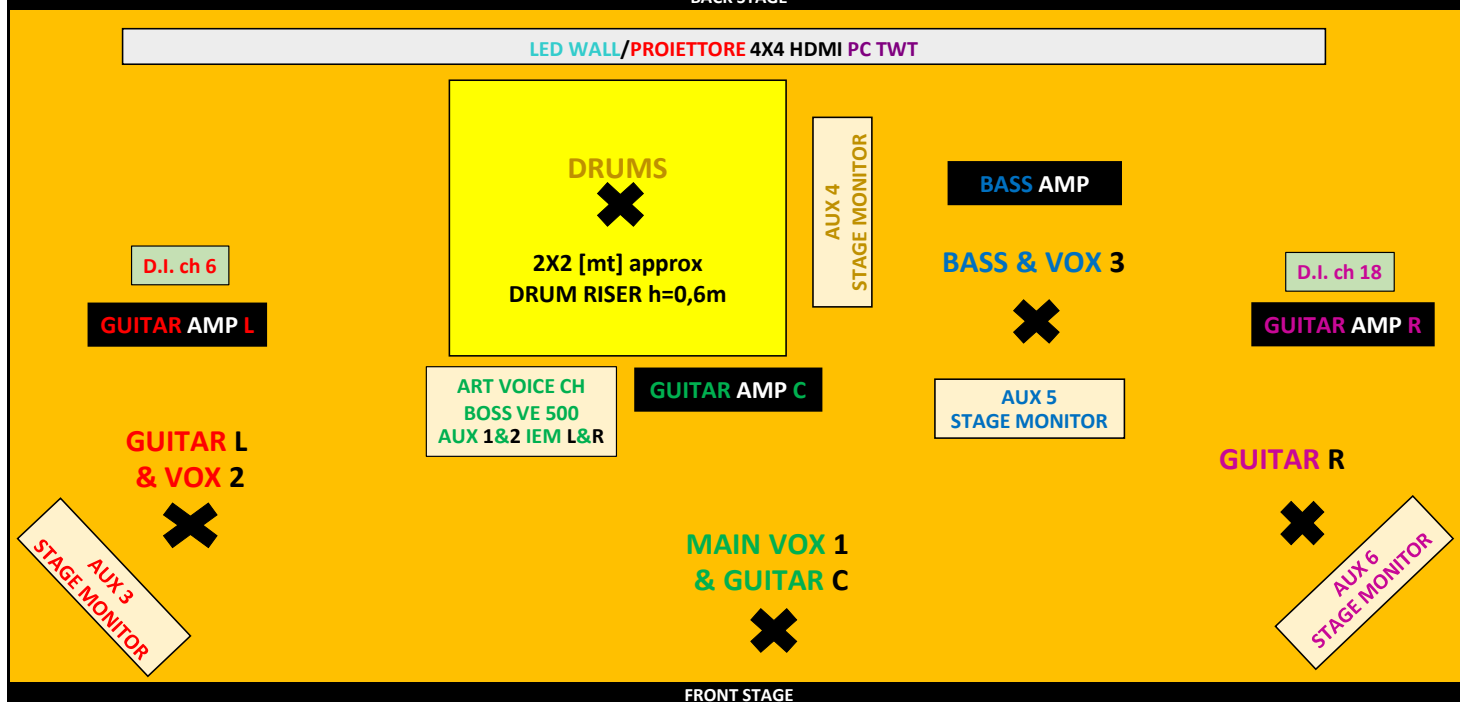 BACK STAGE
LED WALL/PROIETTORE 4X4 HDMI PC TWT
DRUMS
2X2 [mt] approx
DRUM RISER h=0,6m
AUX 4
STAGE MONITOR
BASS AMP
BASS & VOX 3
D.I. ch 6
GUITAR AMP L
D.I. ch 18
GUITAR AMP R
ART VOICE CH
BOSS VE 500
AUX 1&2 IEM L&R
GUITAR AMP C
AUX 5
STAGE MONITOR
GUITAR L
& VOX 2
GUITAR R
AUX 3
STAGE MONITOR
MAIN VOX 1
& GUITAR C
AUX 6
STAGE MONITOR
FRONT STAGE